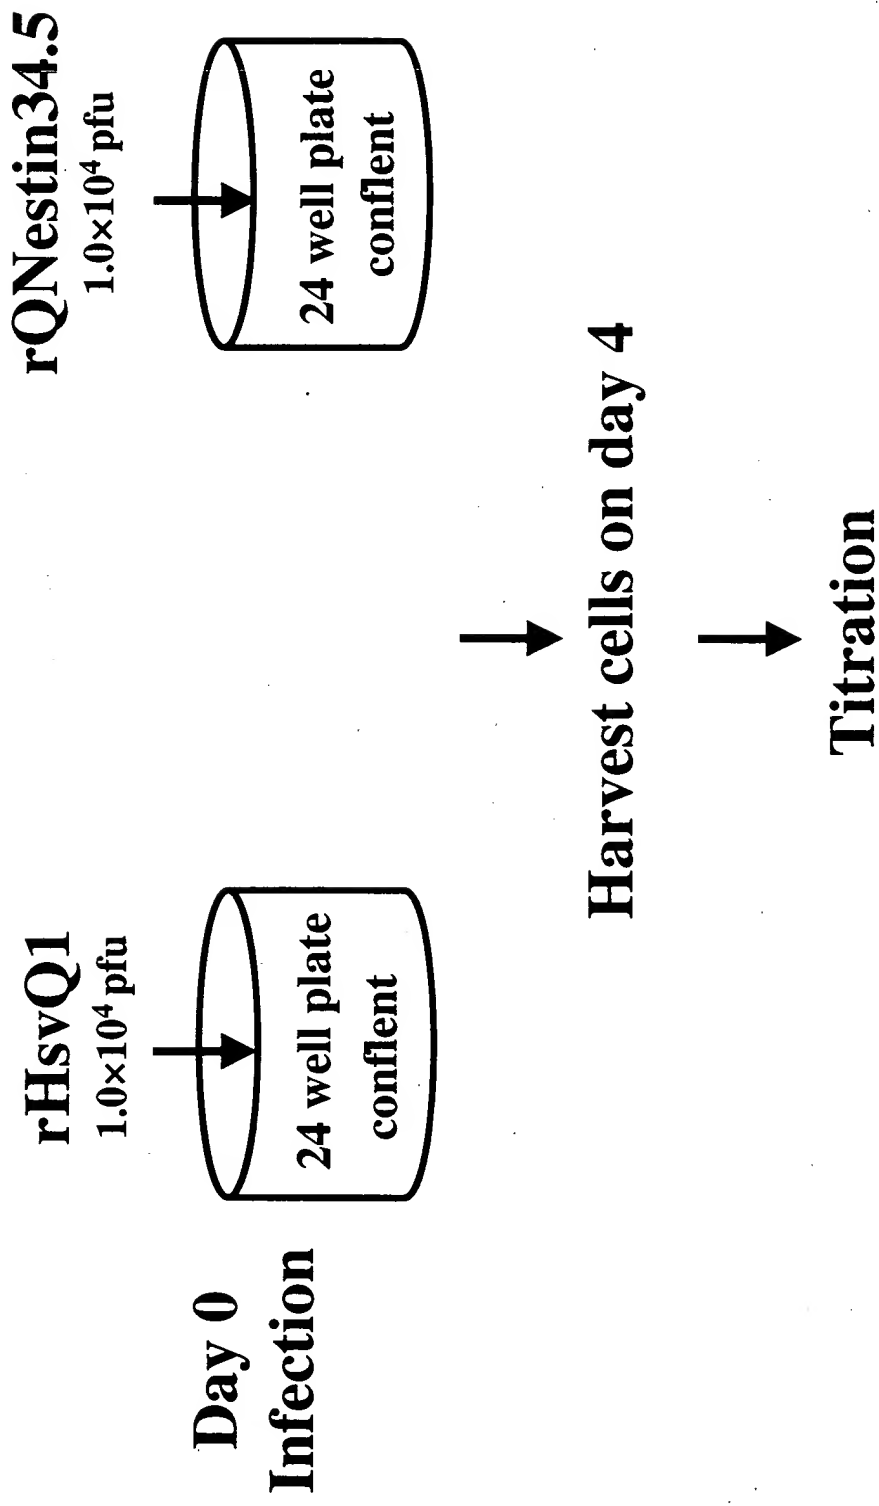 rHsvQ1
1.0×10⁴ pfu
rQNestin34.5
1.0×10⁴ pfu
Day 0
Infection
24 well plate
conflent
24 well plate
conflent
Harvest cells on day 4
Titration